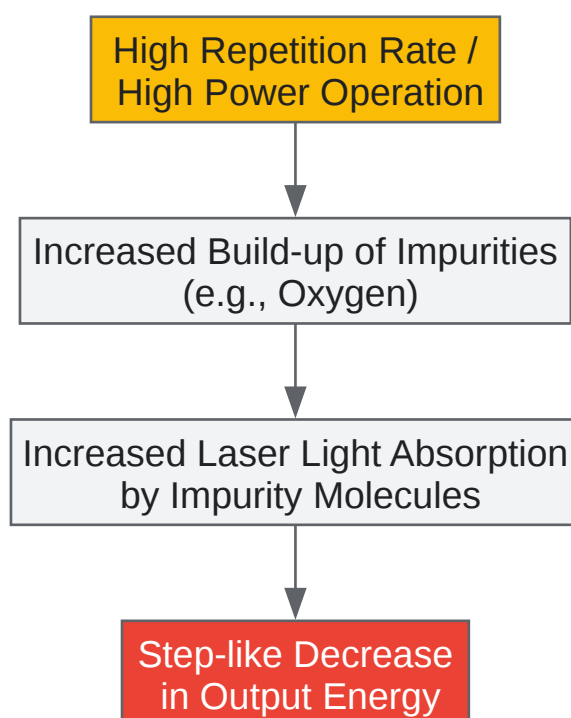 High Repetition Rate /
High Power Operation
Increased Build-up of Impurities
(e.g., Oxygen)
Increased Laser Light Absorption
by Impurity Molecules
Step-like Decrease
in Output Energy